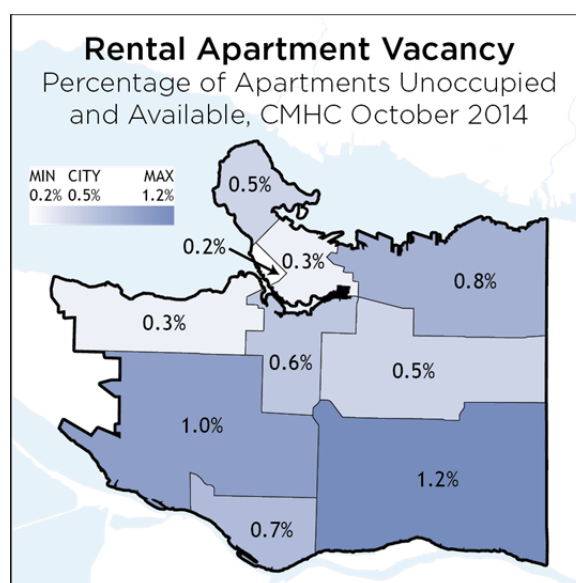 Rental Apartment Vacancy
Percentage of Apartments Unoccupied
and Available, CMHC October 2014
MIN CITY MAX
0.2% 0.5% 1.2%
0.5%
0.2%
0.3%
0.8%
0.3%
0.6%
0.5%
1.0%
1.2%
0.7%